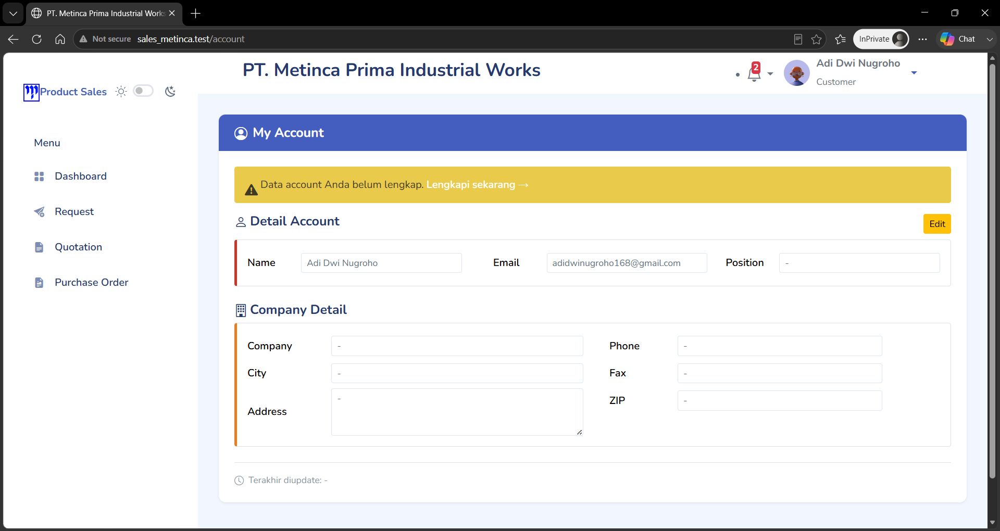 PT. Metinca Prima Industrial Works
Not secure sales_metinca.test/account
InPrivate
Chat
PT. Metinca Prima Industrial Works
2
Adi Dwi Nugroho
Customer
Product Sales
Menu
Dashboard
Request
Quotation
Purchase Order
My Account
Data account Anda belum lengkap. Lengkapi sekarang →
Detail Account
Edit
Name Adi Dwi Nugroho Email adidwinugroho168@gmail.com Position -
Company Detail
Company - Phone -
City - Fax -
Address - ZIP -
Terakhir diupdate: -